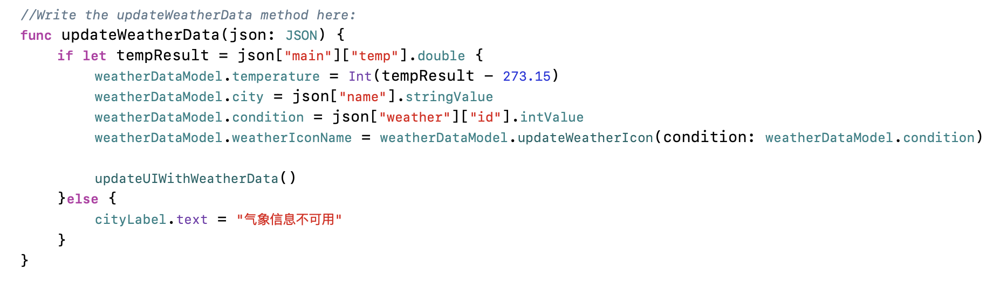 //Write the updateWeatherData method here:
func updateWeatherData(json: JSON) {
if let tempResult = json["main"]["temp"].double {
weatherDataModel.temperature = Int(tempResult - 273.15)
weatherDataModel.city = json["name"].stringValue
weatherDataModel.condition = json["weather"]["id"].intValue
weatherDataModel.weatherIconName = weatherDataModel.updateWeatherIcon(condition: weatherDataModel.condition)
updateUIWithWeatherData()
}else {
cityLabel.text = "气象信息不可用"
}
}